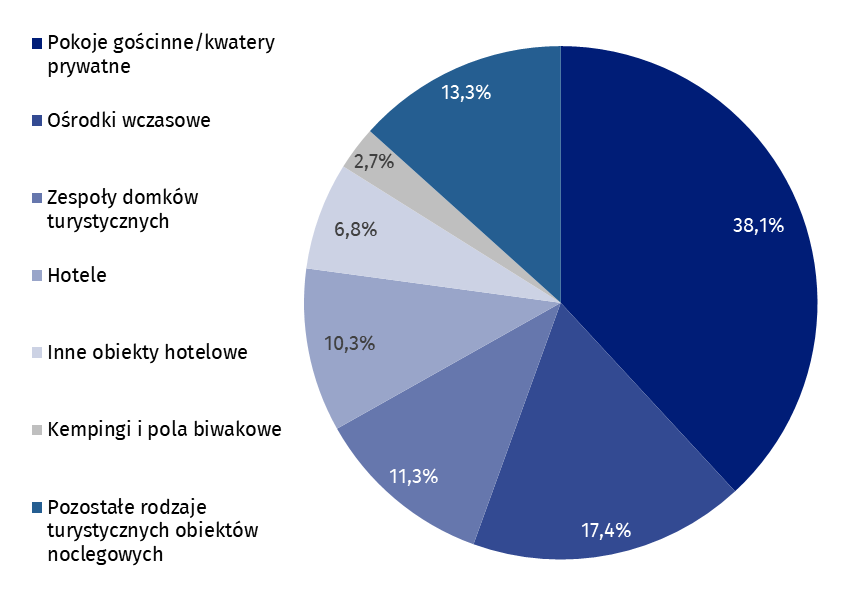 Pokoje gościnne/kwatery
prywatne
Ośrodki wczasowe
Zespoły domków
turystycznych
Hotele
Inne obiekty hotelowe
Kempingi i pola biwakowe
Pozostałe rodzaje
turystycznych obiektów
noclegowych
38,1%
17,4%
11,3%
10,3%
6,8%
2,7%
13,3%